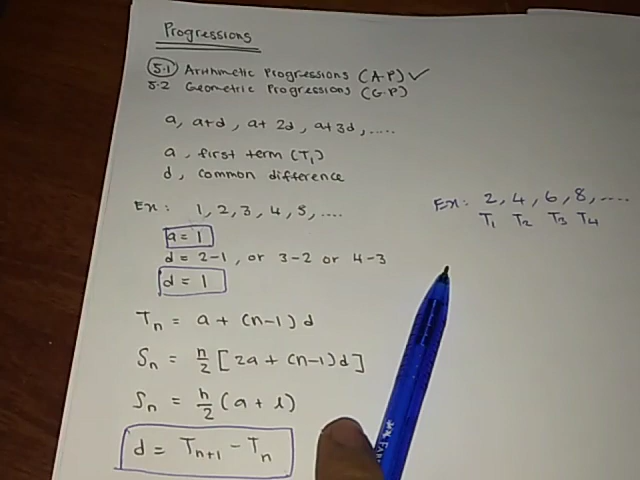 Progressions
5.1 Arithmetic Progressions (A.P) ✓
5.2 Geometric Progressions (G.P)
a, a+d, a+2d, a+3d, .....
a, first term (T₁)
d, common difference
Ex: 1, 2, 3, 4, 5, ....
a = 1
d = 2-1, or 3-2 or 4-3
d = 1
Tₙ = a + (n-1) d
Sₙ = n/2 [2a + (n-1)d]
Sₙ = n/2 (a + l)
d = Tₙ₊₁ - Tₙ
Ex: 2, 4, 6, 8, ....
T₁ T₂ T₃ T₄